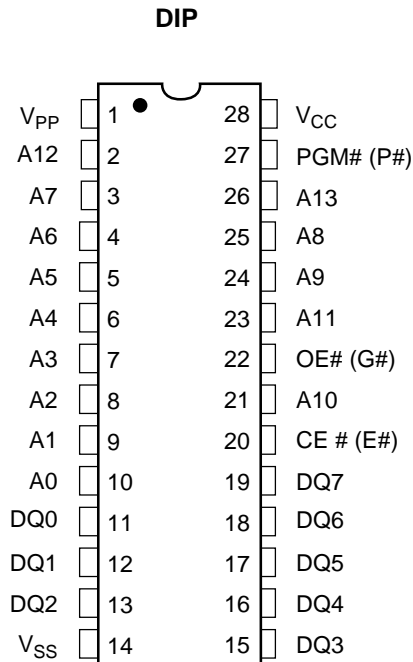 DIP
VPP 1 28 VCC
A12 2 27 PGM# (P#)
A7 3 26 A13
A6 4 25 A8
A5 5 24 A9
A4 6 23 A11
A3 7 22 OE# (G#)
A2 8 21 A10
A1 9 20 CE # (E#)
A0 10 19 DQ7
DQ0 11 18 DQ6
DQ1 12 17 DQ5
DQ2 13 16 DQ4
VSS 14 15 DQ3